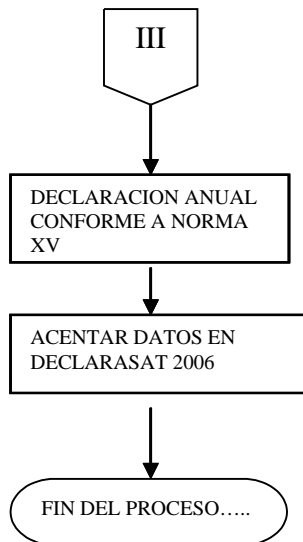 III
DECLARACION ANUAL
CONFORME A NORMA
XV
ACENTAR DATOS EN
DECLARASAT 2006
FIN DEL PROCESO…..